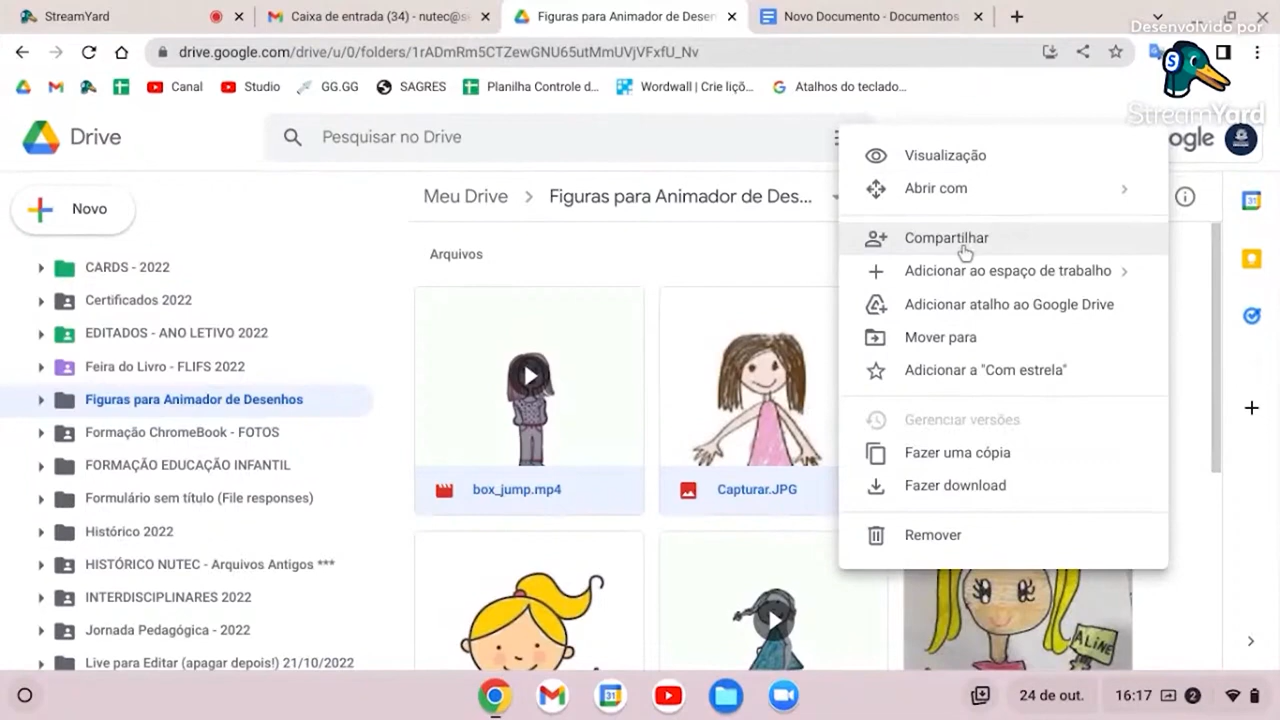 StreamYard
Caixa de entrada (34) - nutec@s
Figuras para Animador de Desen
Novo Documento - Documentos
Desenvolvido por
StreamYard
drive.google.com/drive/u/0/folders/1rADmRm5CTZewGNU65utMmUVjVFxfU_Nv
Canal
Studio
GG.GG
SAGRES
Planilha Controle d...
Wordwall | Crie liçõ...
Atalhos do teclado...
Drive
Pesquisar no Drive
ogle
Novo
Meu Drive
Figuras para Animador de Des...
Arquivos
CARDS - 2022
Certificados 2022
EDITADOS - ANO LETIVO 2022
Feira do Livro - FLIFS 2022
Figuras para Animador de Desenhos
Formação ChromeBook - FOTOS
FORMAÇÃO EDUCAÇÃO INFANTIL
Formulário sem título (File responses)
Histórico 2022
HISTÓRICO NUTEC - Arquivos Antigos ***
INTERDISCIPLINARES 2022
Jornada Pedagógica - 2022
Live para Editar (apagar depois!) 21/10/2022
box_jump.mp4
Capturar.JPG
Visualização
Abrir com
Compartilhar
Adicionar ao espaço de trabalho
Adicionar atalho ao Google Drive
Mover para
Adicionar a "Com estrela"
Gerenciar versões
Fazer uma cópia
Fazer download
Remover
ALINE
31
31
24 de out.
16:17
2